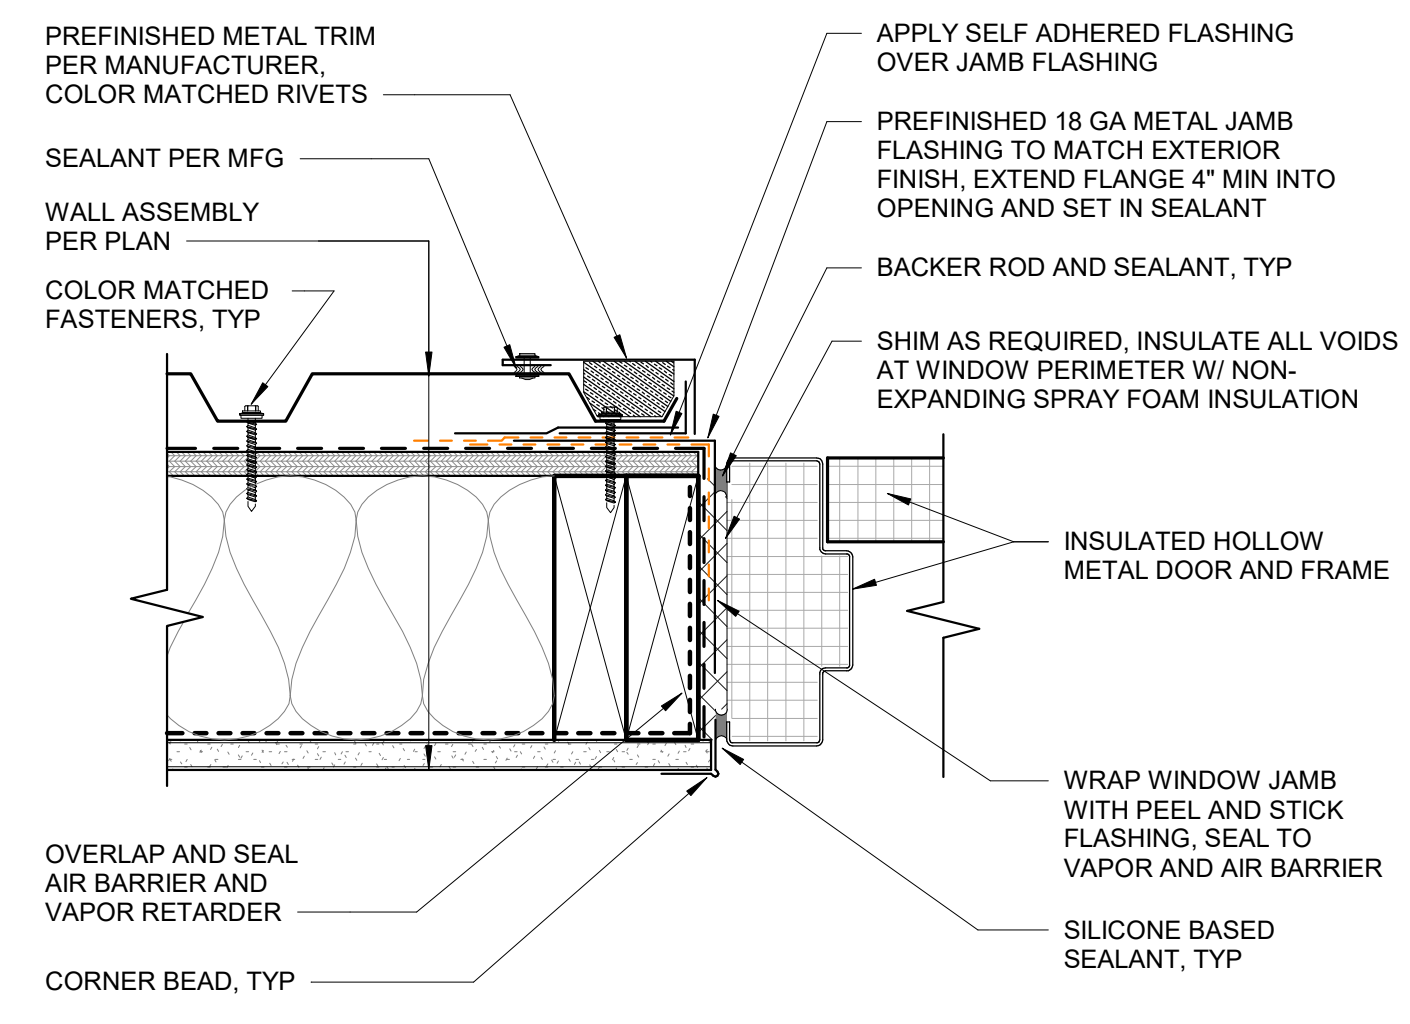 PREFINISHED METAL TRIM
PER MANUFACTURER,
COLOR MATCHED RIVETS
SEALANT PER MFG
WALL ASSEMBLY
PER PLAN
COLOR MATCHED
FASTENERS, TYP
OVERLAP AND SEAL
AIR BARRIER AND
VAPOR RETARDER
CORNER BEAD, TYP
APPLY SELF ADHERED FLASHING
OVER JAMB FLASHING
PREFINISHED 18 GA METAL JAMB
FLASHING TO MATCH EXTERIOR
FINISH, EXTEND FLANGE 4" MIN INTO
OPENING AND SET IN SEALANT
BACKER ROD AND SEALANT, TYP
SHIM AS REQUIRED, INSULATE ALL VOIDS
AT WINDOW PERIMETER W/ NON-
EXPANDING SPRAY FOAM INSULATION
INSULATED HOLLOW
METAL DOOR AND FRAME
WRAP WINDOW JAMB
WITH PEEL AND STICK
FLASHING, SEAL TO
VAPOR AND AIR BARRIER
SILICONE BASED
SEALANT, TYP